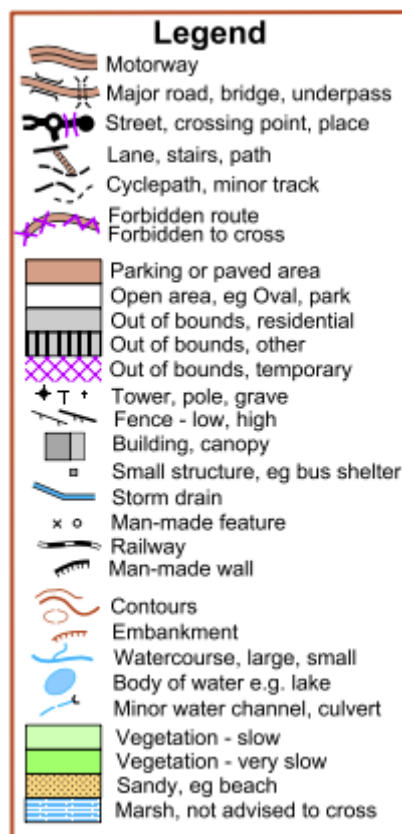 Legend
Motorway
Major road, bridge, underpass
Street, crossing point, place
Lane, stairs, path
Cyclepath, minor track
Forbidden route
Forbidden to cross
Parking or paved area
Open area, eg Oval, park
Out of bounds, residential
Out of bounds, other
Out of bounds, temporary
Tower, pole, grave
Fence - low, high
Building, canopy
Small structure, eg bus shelter
Storm drain
Man-made feature
Railway
Man-made wall
Contours
Embankment
Watercourse, large, small
Body of water e.g. lake
Minor water channel, culvert
Vegetation - slow
Vegetation - very slow
Sandy, eg beach
Marsh, not advised to cross